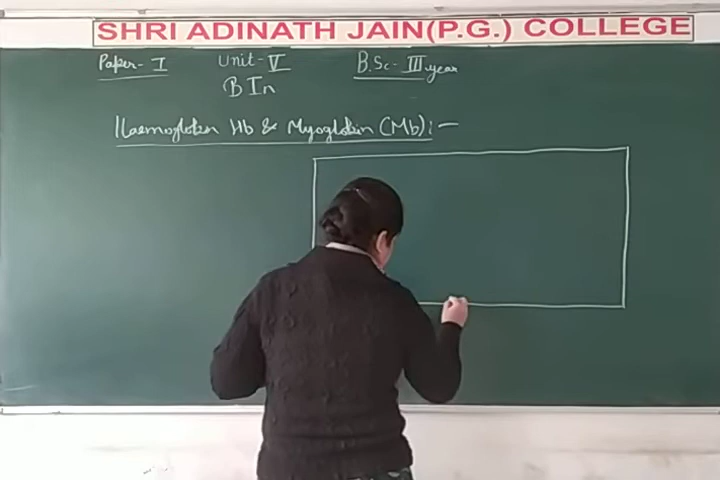 SHRI ADINATH JAIN(P.G.) COLLEGE
Paper- I Unit- V B.Sc- III year
B In
Haemoglobin Hb & Myoglobin (Mb):-